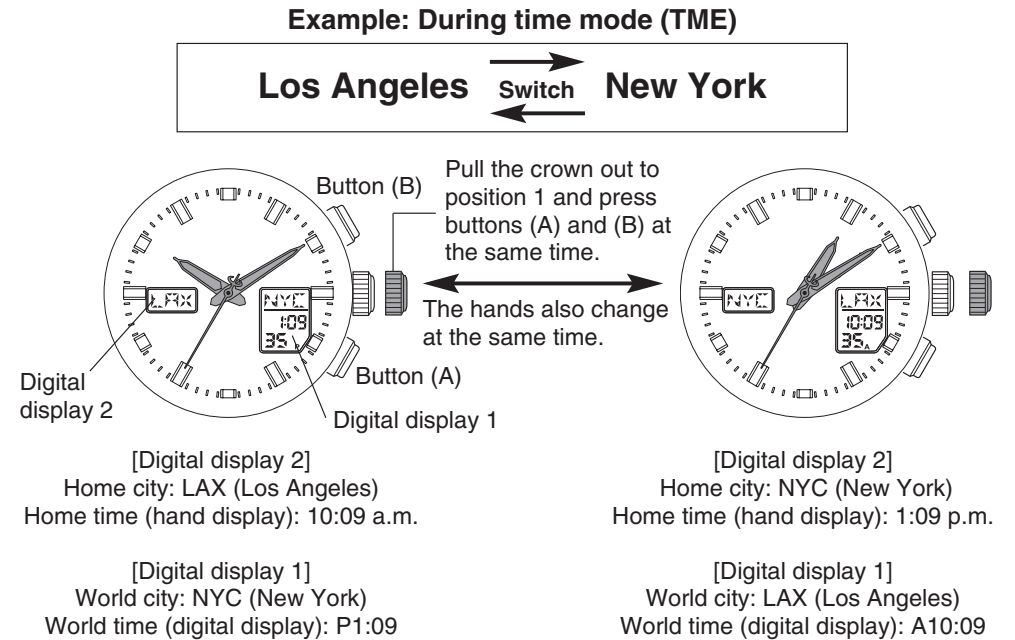 Example: During time mode (TME)
Los Angeles Switch New York
Button (B)
Pull the crown out to
position 1 and press
buttons (A) and (B) at
the same time.
LAX
NYC
1:09
35 P
NYC
LAX
10:09
35 A
The hands also change
at the same time.
Digital
display 2
Button (A)
Digital display 1
[Digital display 2]
Home city: LAX (Los Angeles)
Home time (hand display): 10:09 a.m.
[Digital display 1]
World city: NYC (New York)
World time (digital display): P1:09
[Digital display 2]
Home city: NYC (New York)
Home time (hand display): 1:09 p.m.
[Digital display 1]
World city: LAX (Los Angeles)
World time (digital display): A10:09